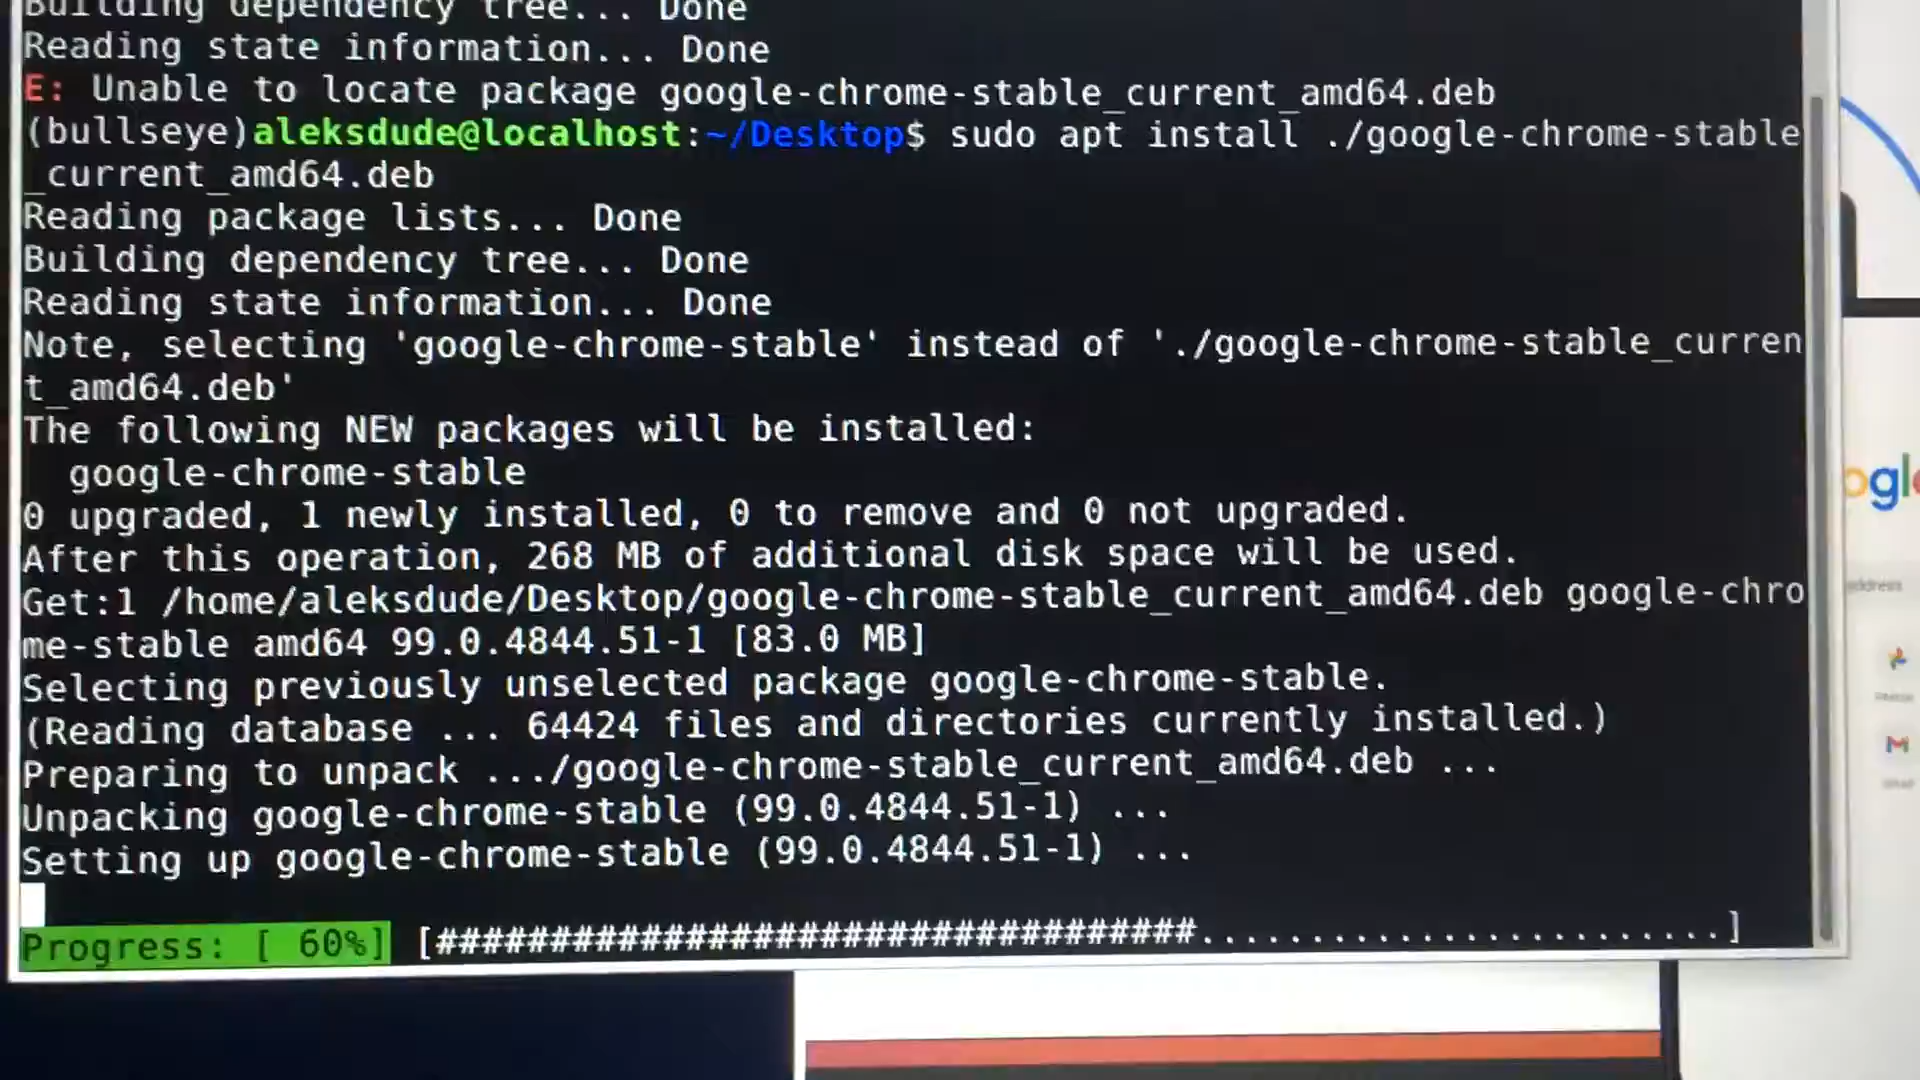 Building dependency tree... Done
Reading state information... Done
E: Unable to locate package google-chrome-stable_current_amd64.deb
(bullseye)aleksdude@localhost:~/Desktop$ sudo apt install ./google-chrome-stable
_current_amd64.deb
Reading package lists... Done
Building dependency tree... Done
Reading state information... Done
Note, selecting 'google-chrome-stable' instead of './google-chrome-stable_curren
t_amd64.deb'
The following NEW packages will be installed:
google-chrome-stable
0 upgraded, 1 newly installed, 0 to remove and 0 not upgraded.
After this operation, 268 MB of additional disk space will be used.
Get:1 /home/aleksdude/Desktop/google-chrome-stable_current_amd64.deb google-chro
me-stable amd64 99.0.4844.51-1 [83.0 MB]
Selecting previously unselected package google-chrome-stable.
(Reading database ... 64424 files and directories currently installed.)
Preparing to unpack .../google-chrome-stable_current_amd64.deb ...
Unpacking google-chrome-stable (99.0.4844.51-1) ...
Setting up google-chrome-stable (99.0.4844.51-1) ...
Progress: [ 60%] [##################################........................]
ogle
address